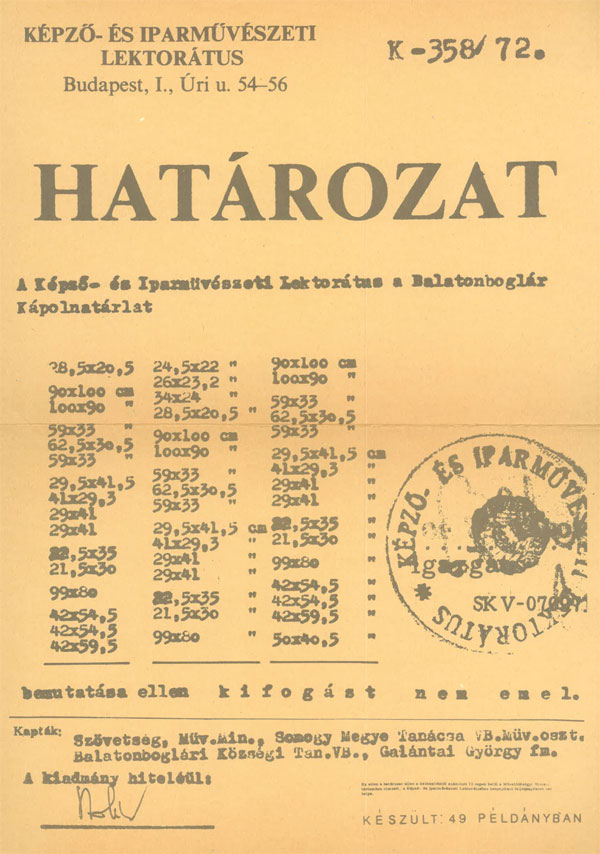 KÉPZŐ- ÉS IPARMŰVÉSZETI
LEKTORÁTUS
Budapest, I., Úri u. 54–56
K-358/72.
HATÁROZAT
A Képző- és Iparművészeti Lektorátus a Balatonboglár
Kápolnatárlat
28,5x20,5
90x100 cm
100x90 "
59x33 "
62,5x30,5
59x33 "
29,5x41,5
41x29,3
29x41 "
29x41
22,5x35
21,5x30
99x80 "
42x54,5
42x54,5
42x59,5
24,5x22 "
26x23,2 "
34x24 "
28,5x20,5 "
90x100 cm
100x90 "
59x33 "
62,5x30,5
59x33 "
29,5x41,5 cm
41x29,3 "
29x41 "
29x41 "
22,5x35 "
21,5x30 "
99x80 "
90x100 cm
100x90 "
59x33 "
62,5x30,5
59x33 "
29,5x41,5 cm
41x29,3 "
29x41 "
29x41 "
22,5x35 "
21,5x30 "
99x80 "
42x54,5 "
42x54,5 "
42x59,5 "
50x40,5 "
KÉPZŐ- ÉS IPARMŰVÉSZETI LEKTORÁTUS
bemutatása ellen kifogást nem emel.
Kapták:
Szövetség, Müv.Min., Somogy Megye Tanácsa VB.Müv.oszt.
Balatonboglári Községi Tan.VB., Galántai György fm.
A kiadmány hiteléül:
KÉSZÜLT: 49 PÉLDÁNYBAN